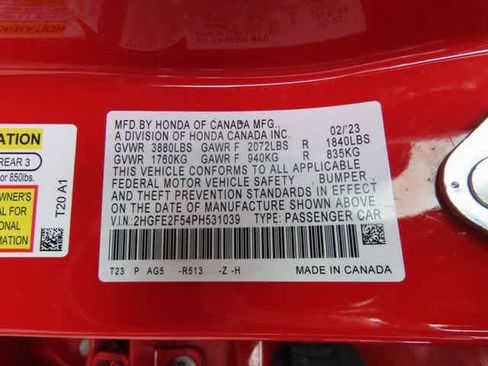 MFD.BY HONDA OF CANADA MFG., 02/'23
A DIVISION OF HONDA CANADA INC.
GVWR 3880LBS GAWR F 2072LBS R 1840LBS
GVWR 1760KG GAWR F 940KG R 835KG
THIS VEHICLE CONFORMS TO ALL APPLICABLE
FEDERAL MOTOR VEHICLE SAFETY, BUMPER,
AND THEFT PREVENTION STANDARDS IN EFFECT
ON THE DATE OF MANUFACTURE SHOWN ABOVE.
V.I.N: 2HGFE2F54PH531039 TYPE: PASSENGER CAR
T23 P AG5 -R513 -Z -H MADE IN CANADA
ATION
REAR 3
or 850lbs.
WNER'S
AL FOR
IONAL
MATION
T20 A1